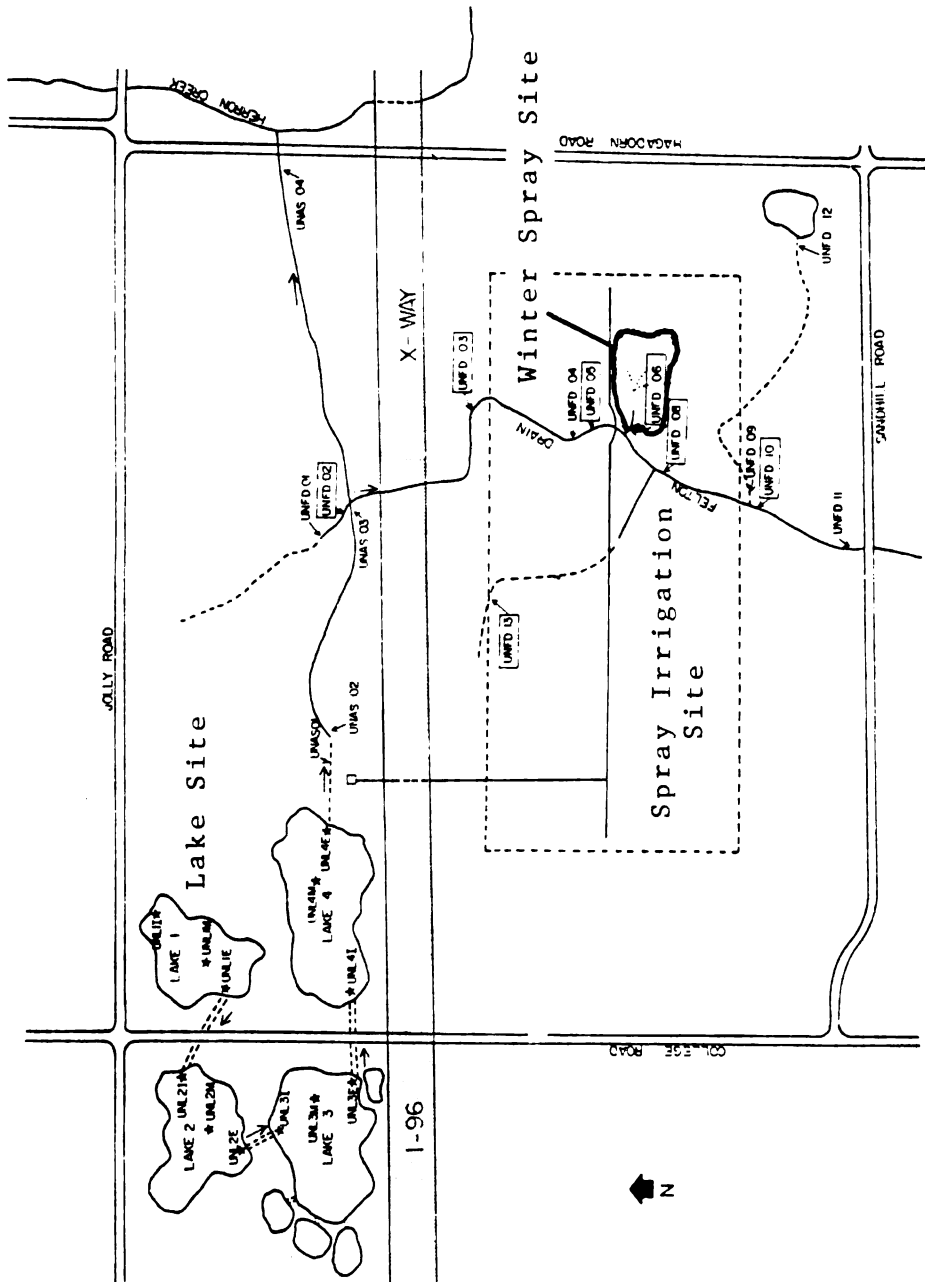 JOLLY ROAD
HERRON CREEK
HAGADORN ROAD
UNAS 04
X-WAY
Winter Spray Site
UNFD 01
UNFD 02
UNAS 03
UNFD 03
DRAIN
UNFD 04
UNFD 05
UNFD 06
UNFD 08
FELTON
UNFD 09
UNFD 10
UNFD 11
UNFD 12
UNFD 13
SANDHILL ROAD
Spray Irrigation
Site
Lake Site
UNAS01
UNAS 02
UNL1I
UNL1M
LAKE 1
UNL1E
UNL4E
UNL4M
LAKE 4
UNL4I
COLLEGE ROAD
UNL2I
UNL2M
LAKE 2
UNL2E
UNL3I
UNL3M
LAKE 3
UNL3E
I-96
N